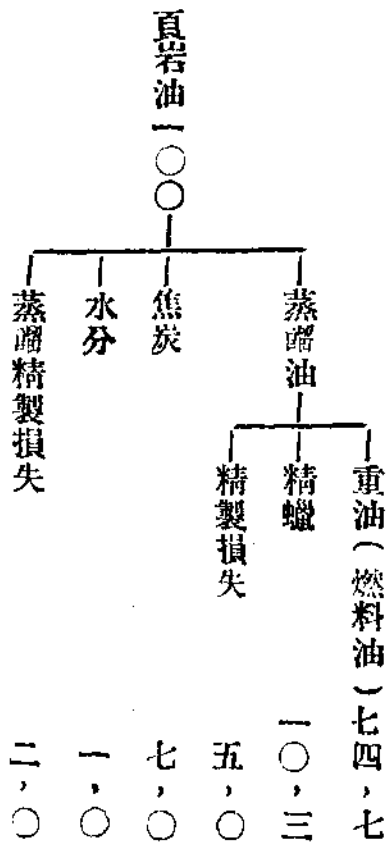 頁岩油一〇〇
蒸餾油
重油(燃料油)七四,七
精蠟 一〇,三
精製損失 五,〇
焦炭 七,〇
水分 一,〇
蒸餾精製損失 二,〇